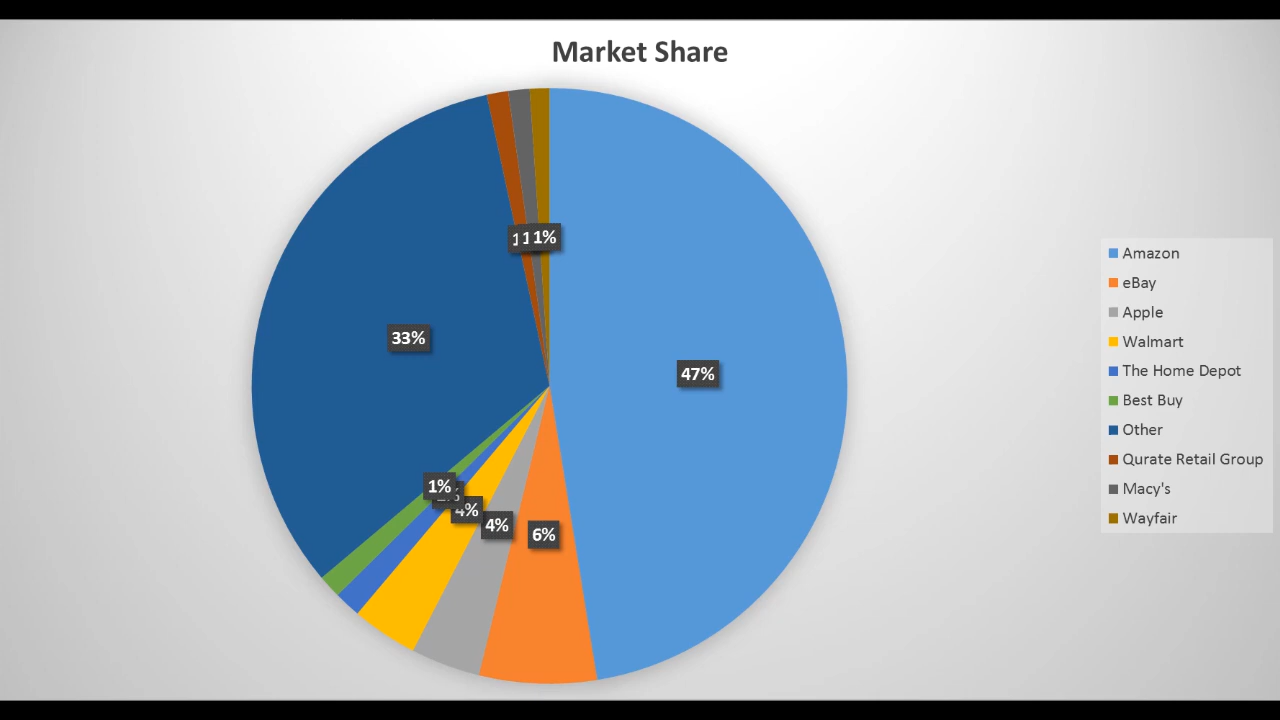 Market Share
1%
47%
33%
1%
4%
4%
6%
Amazon
eBay
Apple
Walmart
The Home Depot
Best Buy
Other
Qurate Retail Group
Macy's
Wayfair